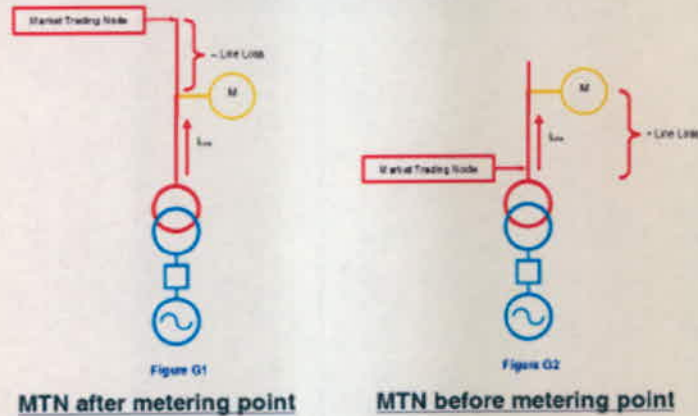 Market Trading Node
- Line Loss
M
Figure G1
MTN after metering point
M
- Line Loss
Market Trading Node
Figure G2
MTN before metering point